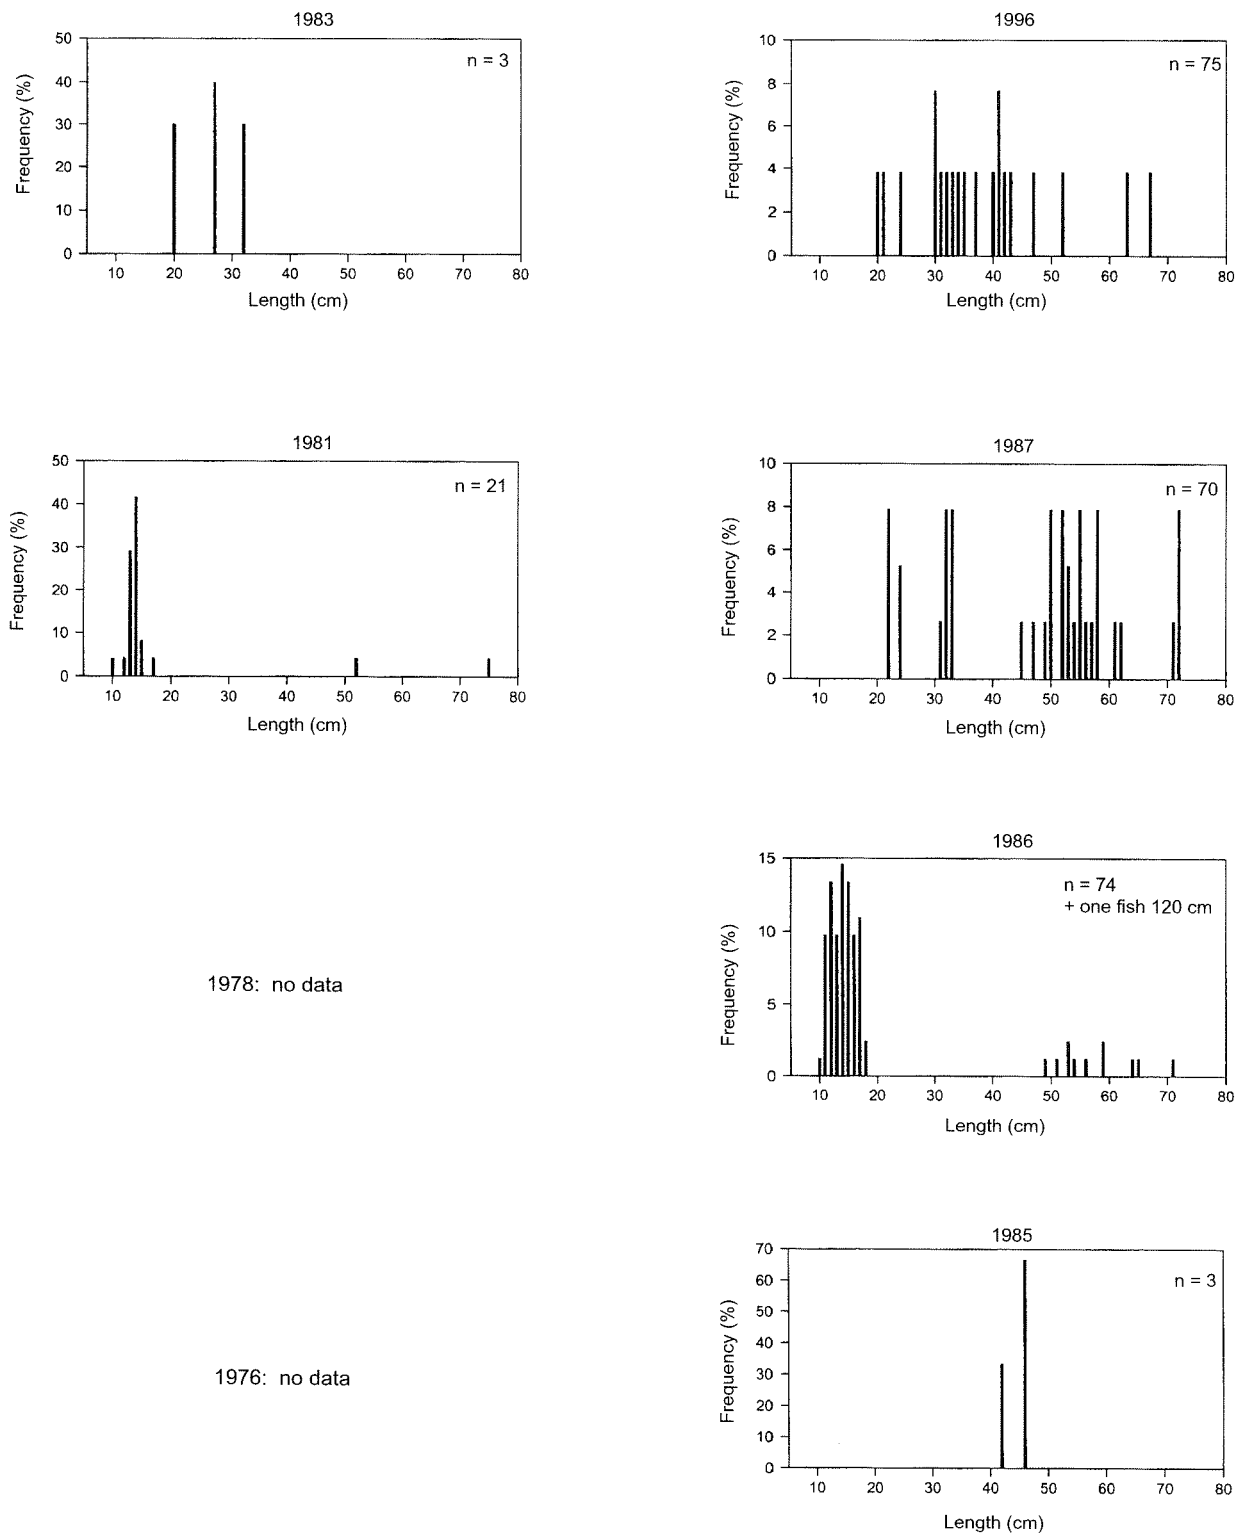 1983
50
40
30
20
10
0
Frequency (%)
n = 3
10 20 30 40 50 60 70 80
Length (cm)
1981
50
40
30
20
10
0
Frequency (%)
n = 21
10 20 30 40 50 60 70 80
Length (cm)
1978: no data
1976: no data
1996
10
8
6
4
2
0
Frequency (%)
n = 75
10 20 30 40 50 60 70 80
Length (cm)
1987
10
8
6
4
2
0
Frequency (%)
n = 70
10 20 30 40 50 60 70 80
Length (cm)
1986
15
10
5
0
Frequency (%)
n = 74
+ one fish 120 cm
10 20 30 40 50 60 70 80
Length (cm)
1985
70
60
50
40
30
20
10
0
Frequency (%)
n = 3
10 20 30 40 50 60 70 80
Length (cm)